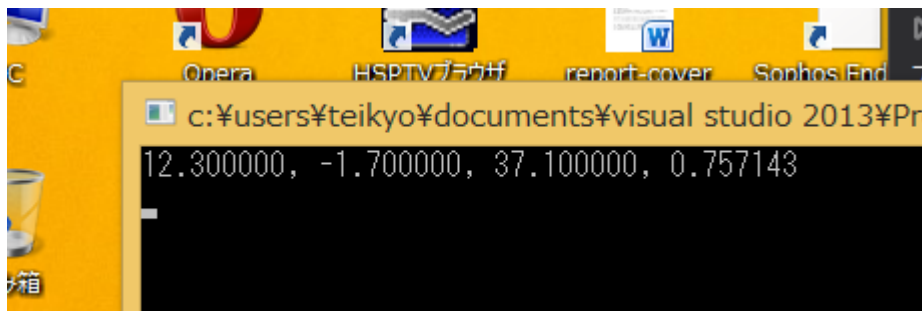 C
Opera
HSPTVブラウザ
report-cover
Sophos End
c:¥users¥teikyo¥documents¥visual studio 2013¥Pr
12.300000, -1.700000, 37.100000, 0.757143
箱